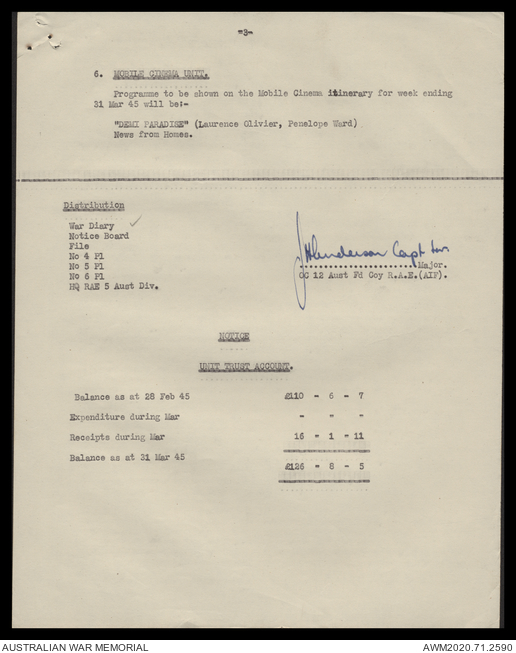 -3-
6. MOBILE CINEMA UNIT.
Programme to be shown on the Mobile Cinema itinerary for week ending
31 Mar 45 will be:-
"DEMI PARADISE" (Laurence Olivier, Penelope Ward)
News from Homes.
Distribution
War Diary ✓
Notice Board
File
No 4 Pl
No 5 Pl
No 6 Pl
HQ RAE 5 Aust Div.
JHenderson Capt for
Major.
OC 12 Aust Fd Coy R.A.E.(AIF).
NOTICE
UNIT TRUST ACCOUNT.
Balance as at 28 Feb 45 £110 - 6 - 7
Expenditure during Mar - " - "
Receipts during Mar 16 " 1 " 11
Balance as at 31 Mar 45 £126 " 8 - 5
AUSTRALIAN WAR MEMORIAL AWM2020.71.2590